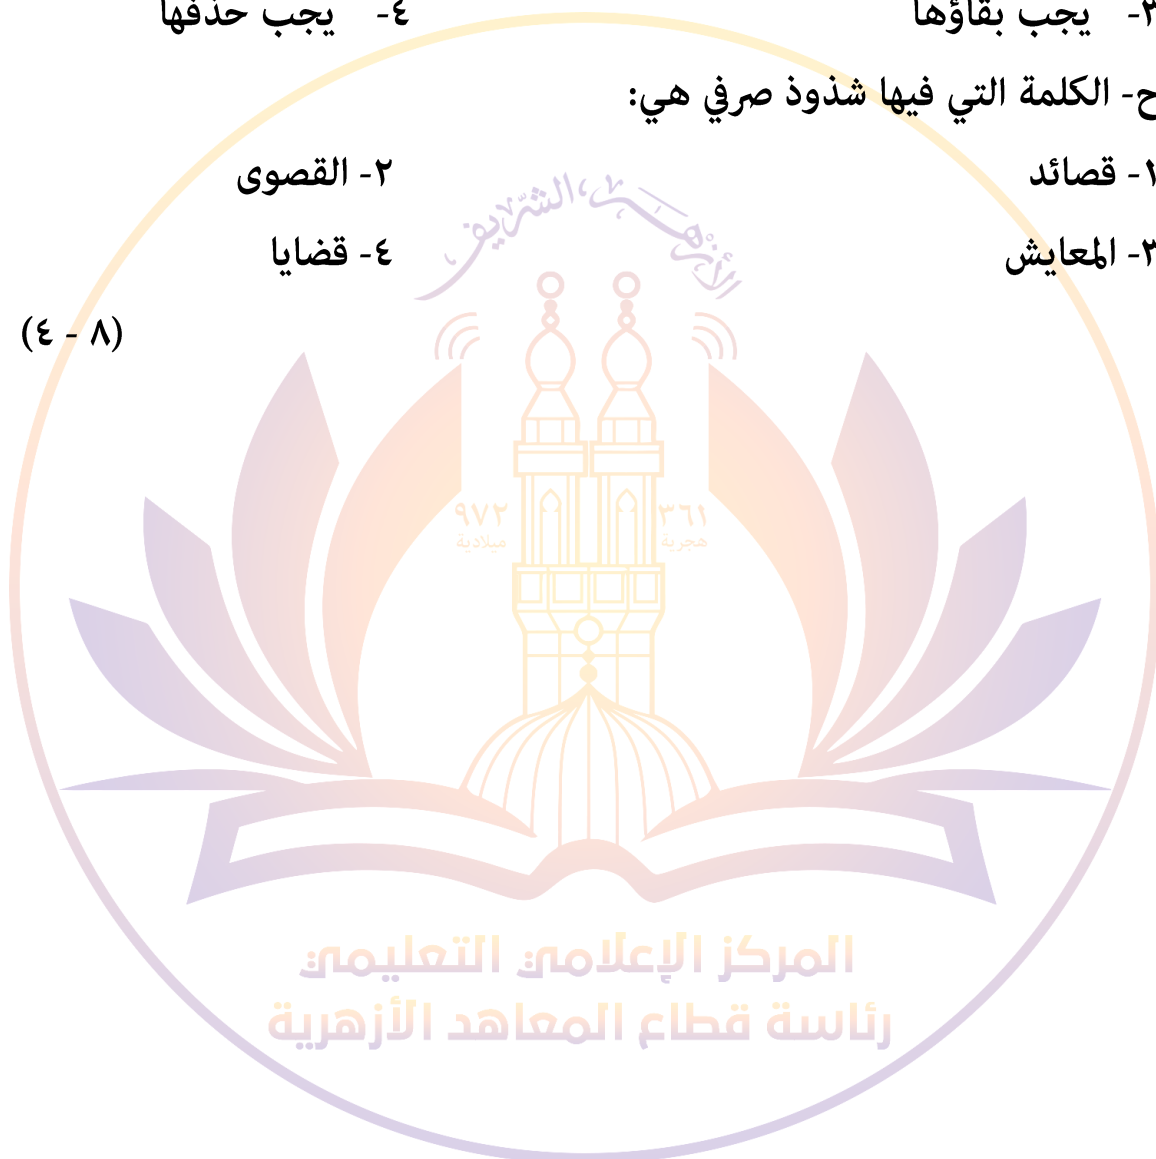 ٣- يجب بقاؤها ٤- يجب حذفها
ح- الكلمة التي فيها شذوذ صرفي هي:
١- قصائد ٢- القصوى
٣- المعايش ٤- قضايا
(٨ - ٤)
الأزهر الشريف
٩٧٢ ٣٦١
ميلادية هجرية
المركز الإعلامي التعليمي
رئاسة قطاع المعاهد الأزهرية